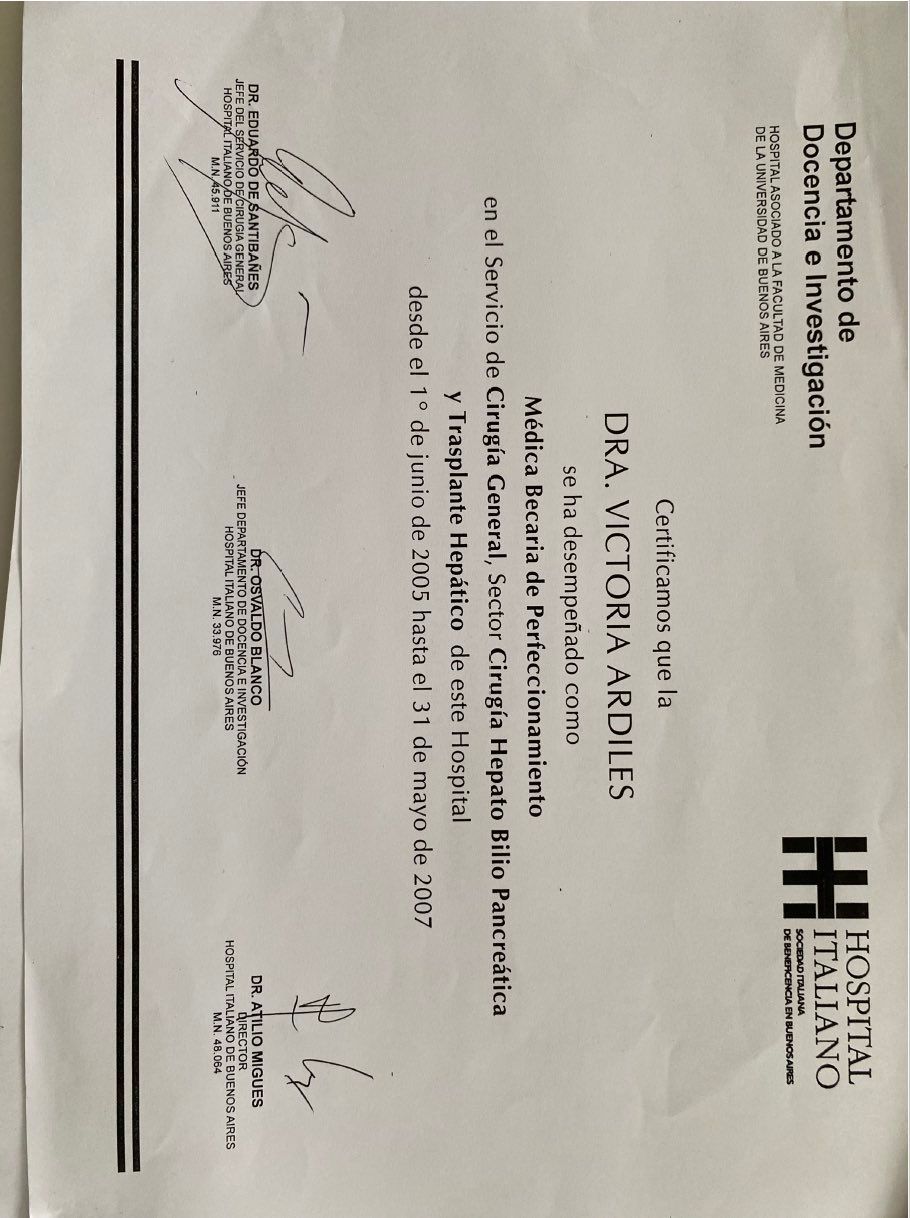 Departamento de
Docencia e Investigación
HOSPITAL ASOCIADO A LA FACULTAD DE MEDICINA
DE LA UNIVERSIDAD DE BUENOS AIRES
HOSPITAL
ITALIANO
SOCIEDAD ITALIANA
DE BENEFICENCIA EN BUENOS AIRES
Certificamos que la
DRA. VICTORIA ARDILES
se ha desempeñado como
Médica Becaria de Perfeccionamiento
en el Servicio de Cirugía General, Sector Cirugía Hepato Bilio Pancreática
y Trasplante Hepático de este Hospital
desde el 1° de junio de 2005 hasta el 31 de mayo de 2007
DR. EDUARDO DE SANTIBAÑES
JEFE DEL SERVICIO DE CIRUGIA GENERAL
HOSPITAL ITALIANO DE BUENOS AIRES
M.N. 45.911
DR. OSVALDO BLANCO
JEFE DEPARTAMENTO DE DOCENCIA E INVESTIGACIÓN
HOSPITAL ITALIANO DE BUENOS AIRES
M.N. 33.976
DR. ATILIO MIGUES
DIRECTOR
HOSPITAL ITALIANO DE BUENOS AIRES
M.N. 48.064